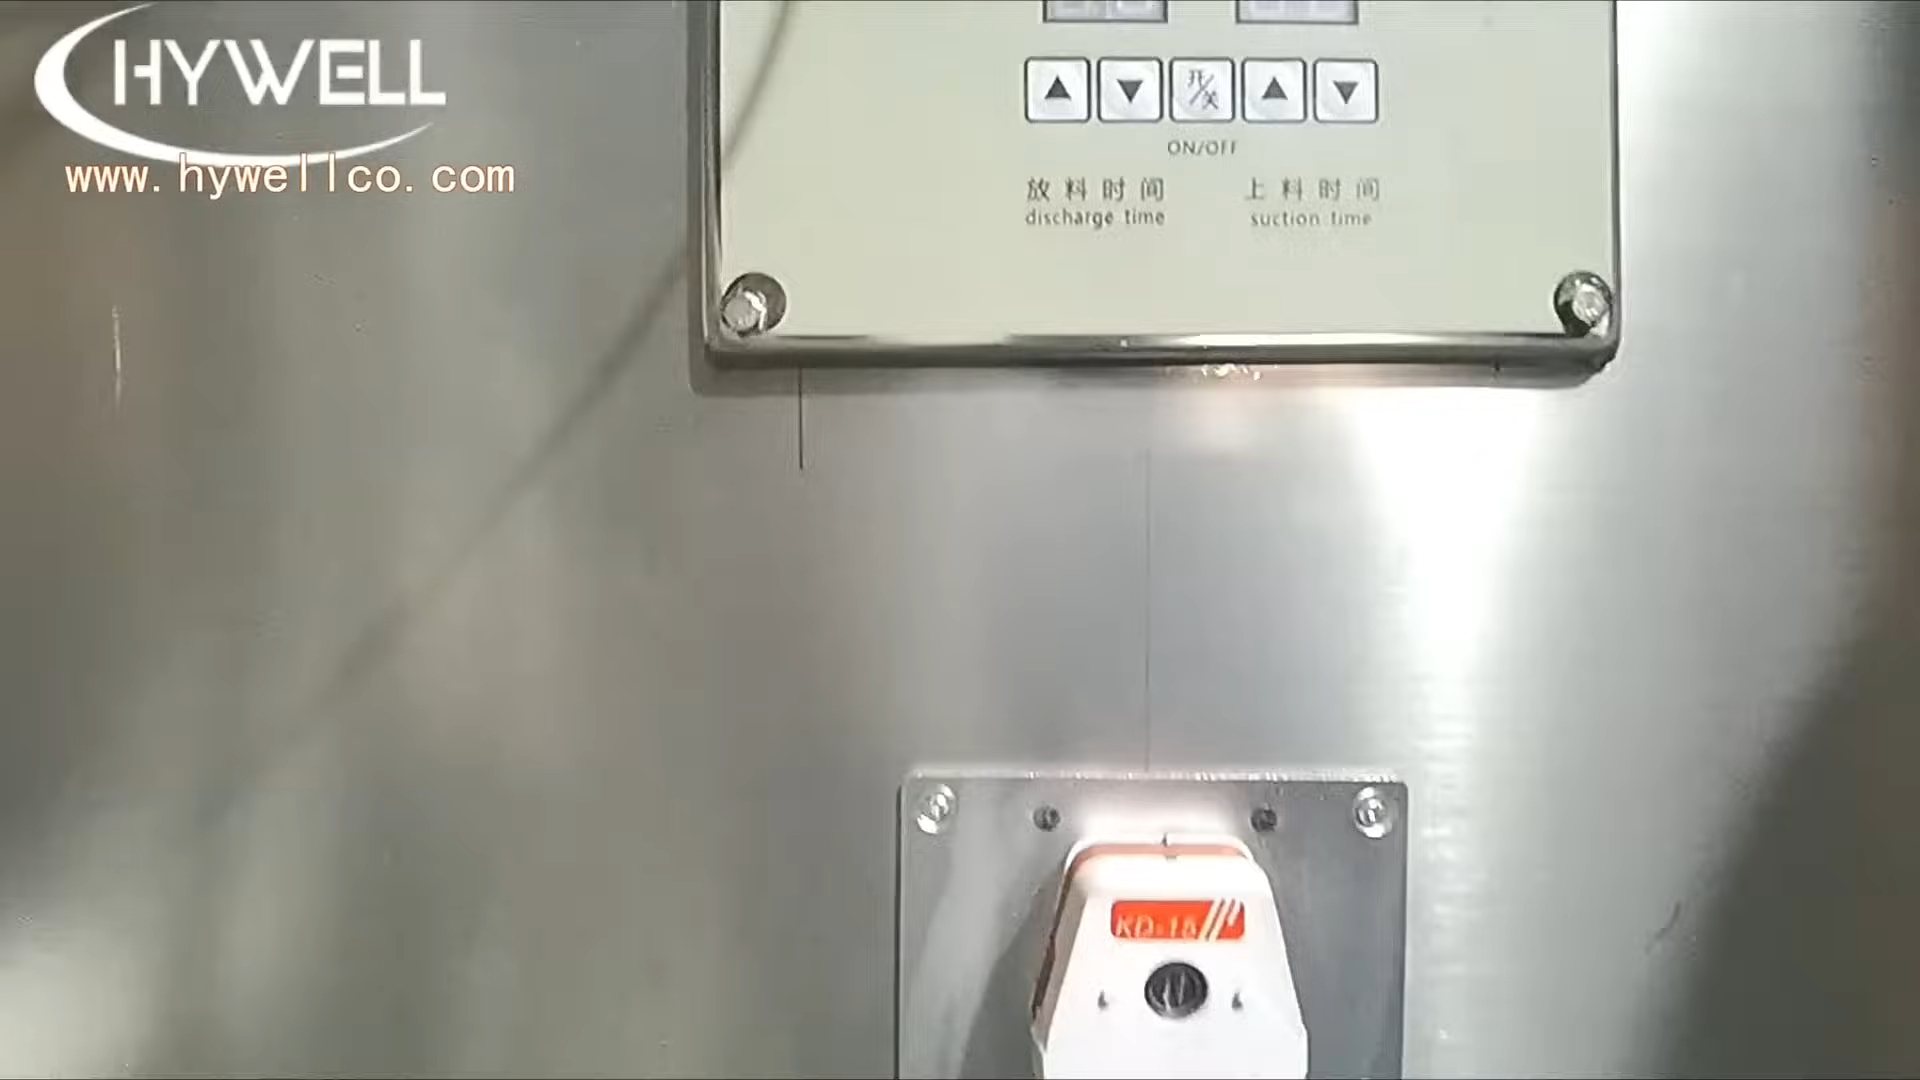 HYWELL
www.hywellco.com
开/关
ON/OFF
放料时间 上料时间
discharge time suction time
KD-15